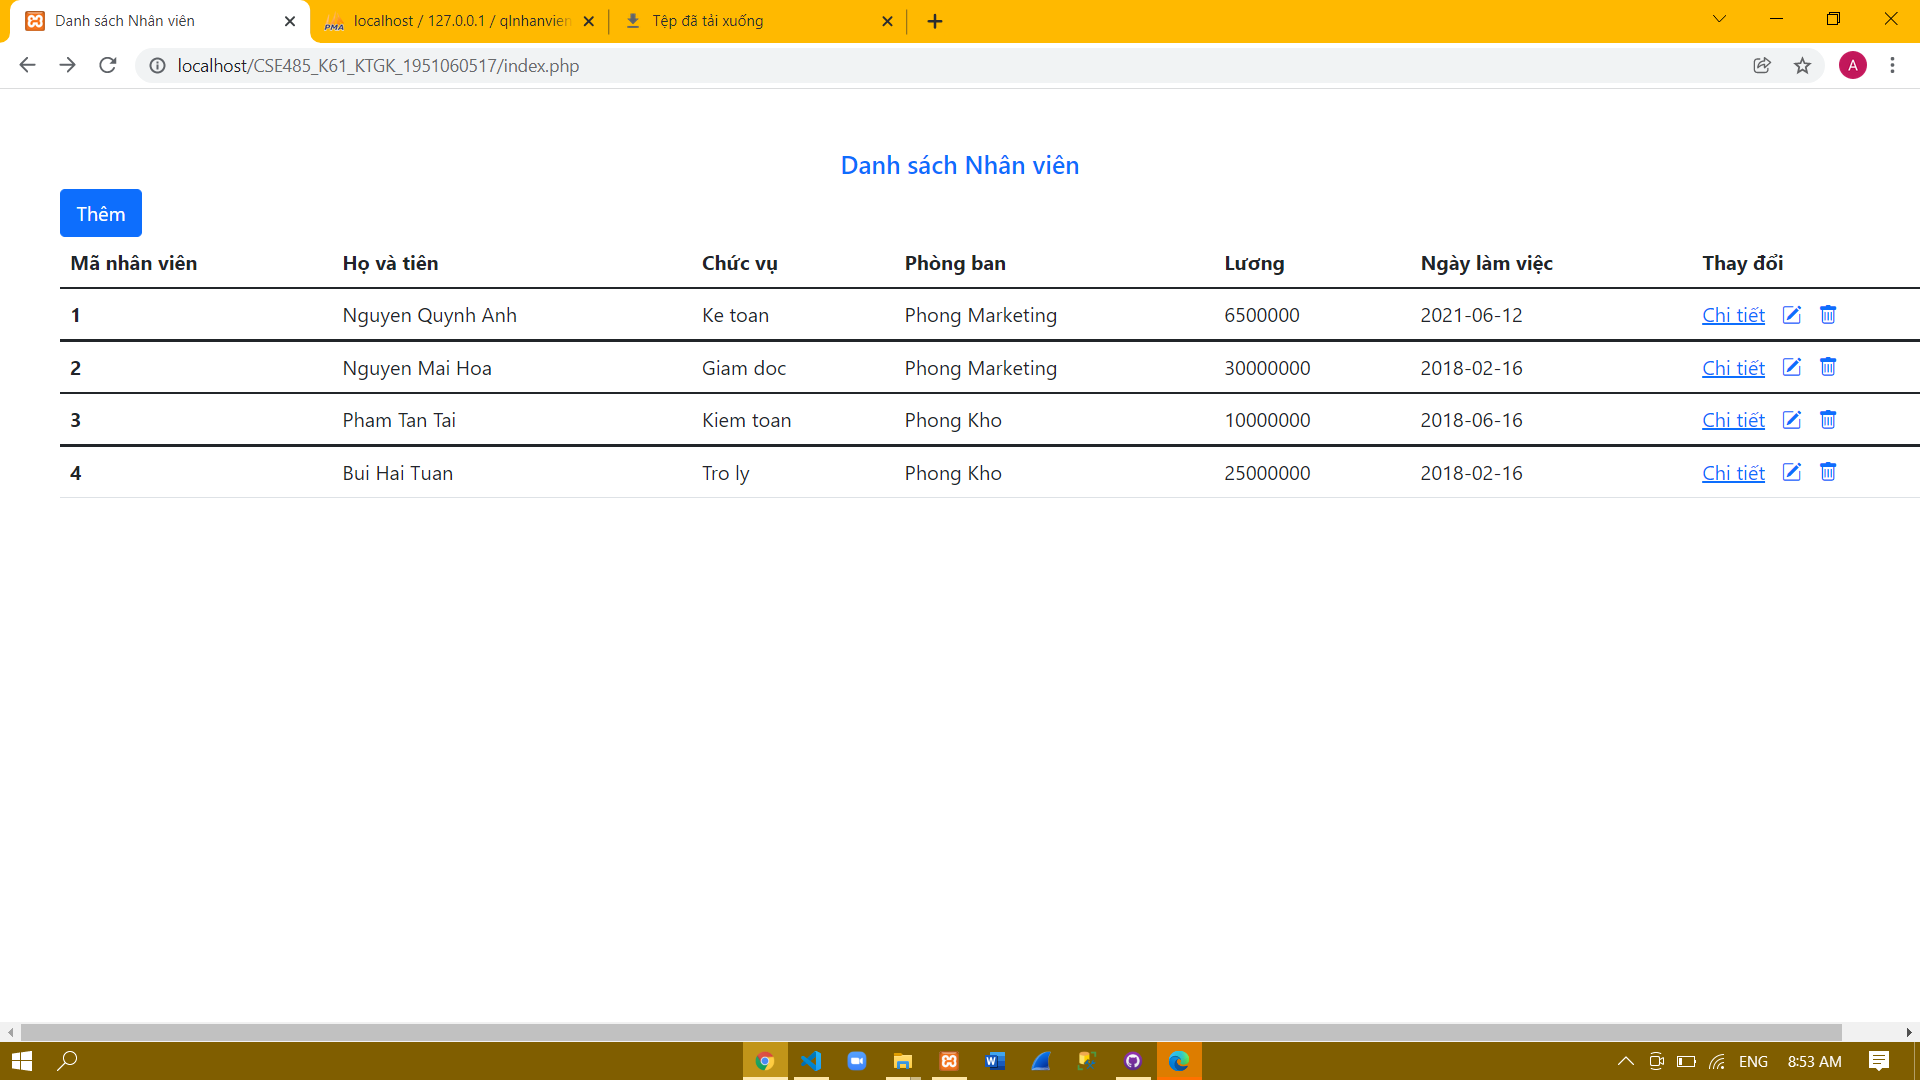 Danh sách Nhân viên
PMA localhost / 127.0.0.1 / qlnhanvien
Tệp đã tải xuống
localhost/CSE485_K61_KTGK_1951060517/index.php
A
Danh sách Nhân viên
Thêm
Mã nhân viên Họ và tiên Chức vụ Phòng ban Lương Ngày làm việc Thay đổi
1 Nguyen Quynh Anh Ke toan Phong Marketing 6500000 2021-06-12 Chi tiết
2 Nguyen Mai Hoa Giam doc Phong Marketing 30000000 2018-02-16 Chi tiết
3 Pham Tan Tai Kiem toan Phong Kho 10000000 2018-06-16 Chi tiết
4 Bui Hai Tuan Tro ly Phong Kho 25000000 2018-02-16 Chi tiết
ENG 8:53 AM